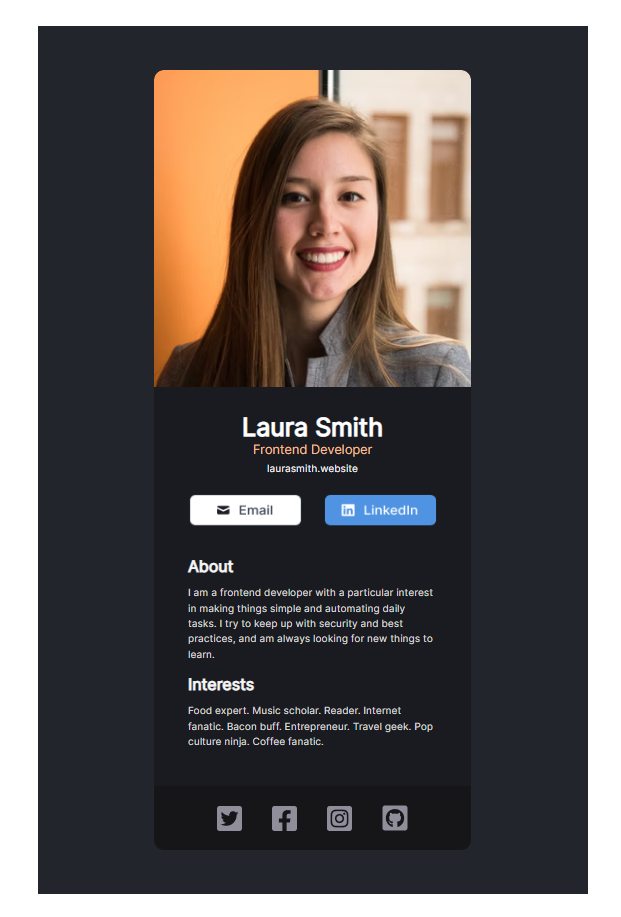 Laura Smith
Frontend Developer
laurasmith.website
Email
LinkedIn
About
I am a frontend developer with a particular interest
in making things simple and automating daily
tasks. I try to keep up with security and best
practices, and am always looking for new things to
learn.
Interests
Food expert. Music scholar. Reader. Internet
fanatic. Bacon buff. Entrepreneur. Travel geek. Pop
culture ninja. Coffee fanatic.